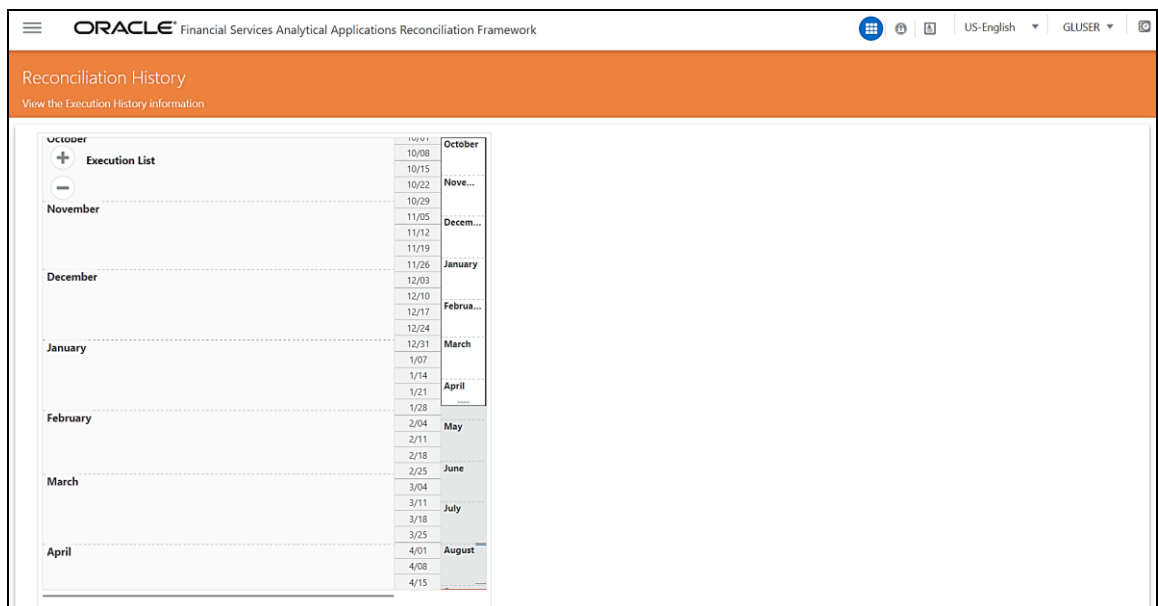 ORACLE® Financial Services Analytical Applications Reconciliation Framework
US-English
GLUSER
Reconciliation History
View the Execution History information
October
Execution List
November
December
January
February
March
April
10/01
10/08
10/15
10/22
10/29
11/05
11/12
11/19
11/26
12/03
12/10
12/17
12/24
12/31
1/07
1/14
1/21
1/28
2/04
2/11
2/18
2/25
3/04
3/11
3/18
3/25
4/01
4/08
4/15
October
Nove...
Decem...
January
Februa...
March
April
May
June
July
August